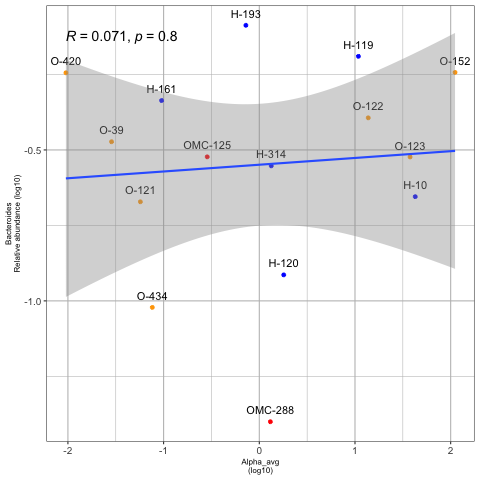 H-193
R = 0.071, p = 0.8
H-119
O-420
O-152
H-161
O-122
O-39
OMC-125
O-123
H-314
-0.5
O-121
H-10
Bacteroides
Relative abundance (log10)
H-120
O-434
-1.0
OMC-288
-2 -1 0 1 2
Alpha_avg
(log10)